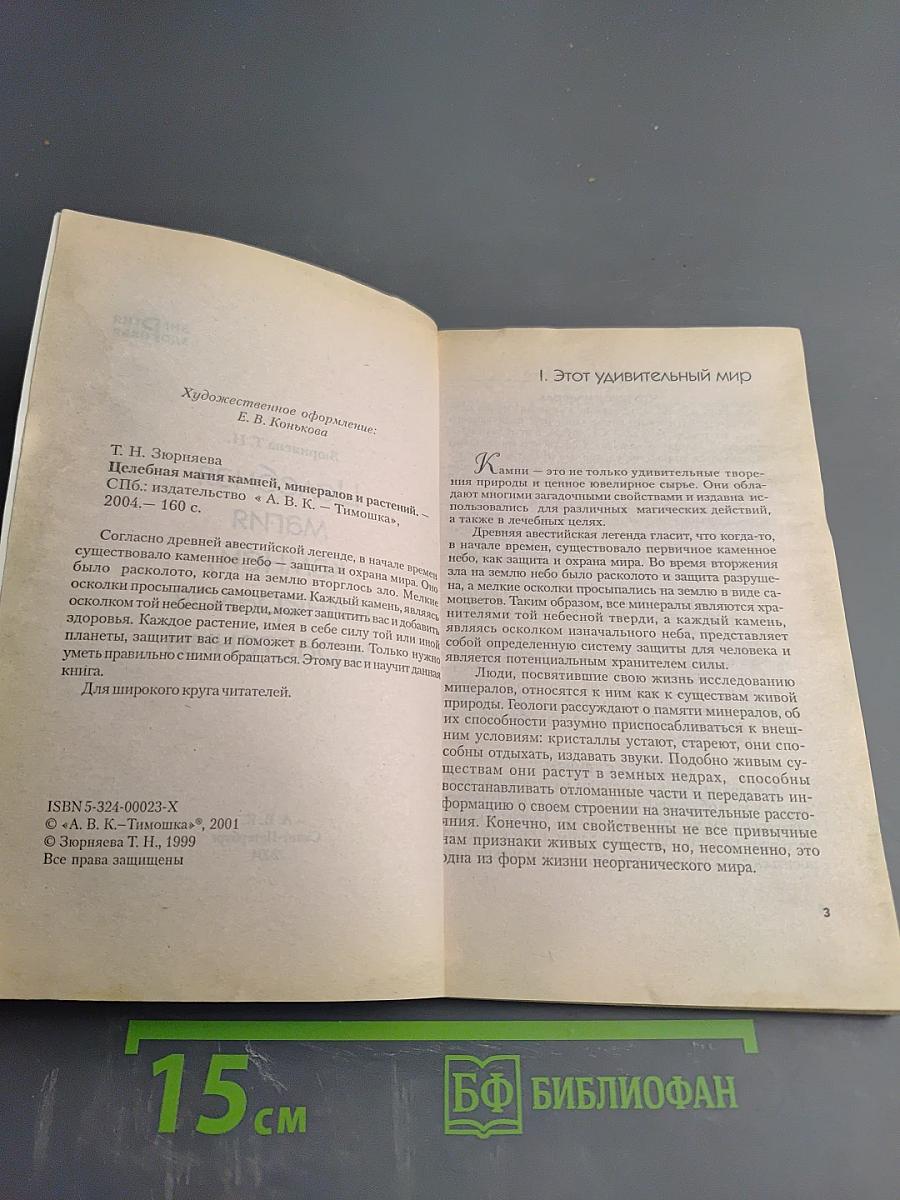 Художественное оформление:
Е. В. Конькова
Т. Н. Зюрняева
Целебная магия камней, минералов и растений. —
СПб.: издательство « А. В. К. — Тимошка»,
2004.— 160 с.
Согласно древней авестийской легенде, в начале времен
существовало каменное небо — защита и охрана мира. Оно
было расколото, когда на землю вторглось зло. Мелкие
осколки просыпались самоцветами. Каждый камень, являясь
осколком той небесной тверди, может защитить вас и добавить
здоровья. Каждое растение, имея в себе силу той или иной
планеты, защитит вас и поможет в болезни. Только нужно
уметь правильно с ними обращаться. Этому вас и научит данная
книга.
Для широкого круга читателей.
ISBN 5-324-00023-X
© «А. В. К.–Тимошка»®, 2001
© Зюрняева Т. Н., 1999
Все права защищены
I. Этот удивительный мир
Камни — это не только удивительные творе-
ния природы и ценное ювелирное сырье. Они обла-
дают многими загадочными свойствами и издавна ис-
пользовались для различных магических действий,
а также в лечебных целях.
Древняя авестийская легенда гласит, что когда-то,
в начале времен, существовало первичное каменное
небо, как защита и охрана мира. Во время вторжения
зла на землю небо было расколото и защита разруше-
на, а мелкие осколки просыпались на землю в виде са-
моцветов. Таким образом, все минералы являются хра-
нителями той небесной тверди, а каждый камень,
являясь осколком изначального неба, представляет
собой определенную систему защиты для человека и
является потенциальным хранителем силы.
Люди, посвятившие свою жизнь исследованию
минералов, относятся к ним как к существам живой
природы. Геологи рассуждают о памяти минералов, об
их способности разумно приспосабливаться к внеш-
ним условиям: кристаллы устают, стареют, они спо-
собны отдыхать, издавать звуки. Подобно живым су-
ществам они растут в земных недрах, способны
восстанавливать отломанные части и передавать ин-
формацию о своем строении на значительные рассто-
яния. Конечно, им свойственны не все привычные
нам признаки живых существ, но, несомненно, это
одна из форм жизни неорганического мира.
3
15 см
БФ БИБЛИОФАН